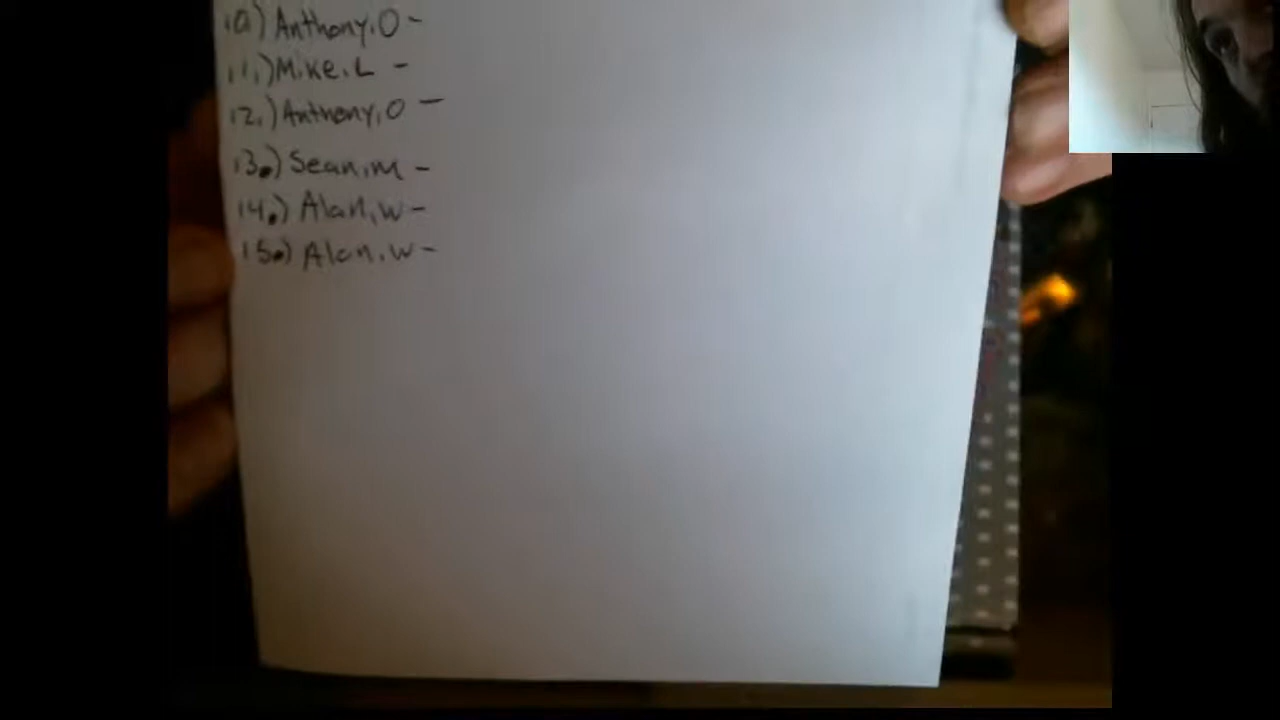 10.) Anthony.O -
11.) Mike.L -
12.) Anthony.O -
13.) Sean.M -
14.) Alan.W -
15.) Alan.W -